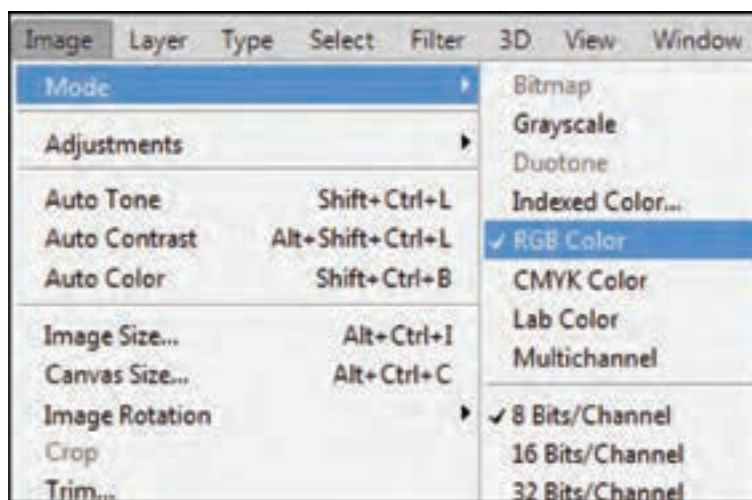 Image Layer Type Select Filter 3D View Window
Mode
Adjustments
Auto Tone Shift+Ctrl+L
Auto Contrast Alt+Shift+Ctrl+L
Auto Color Shift+Ctrl+B
Image Size... Alt+Ctrl+I
Canvas Size... Alt+Ctrl+C
Image Rotation
Crop
Trim...
Bitmap
Grayscale
Duotone
Indexed Color...
✓ RGB Color
CMYK Color
Lab Color
Multichannel
✓ 8 Bits/Channel
16 Bits/Channel
32 Bits/Channel